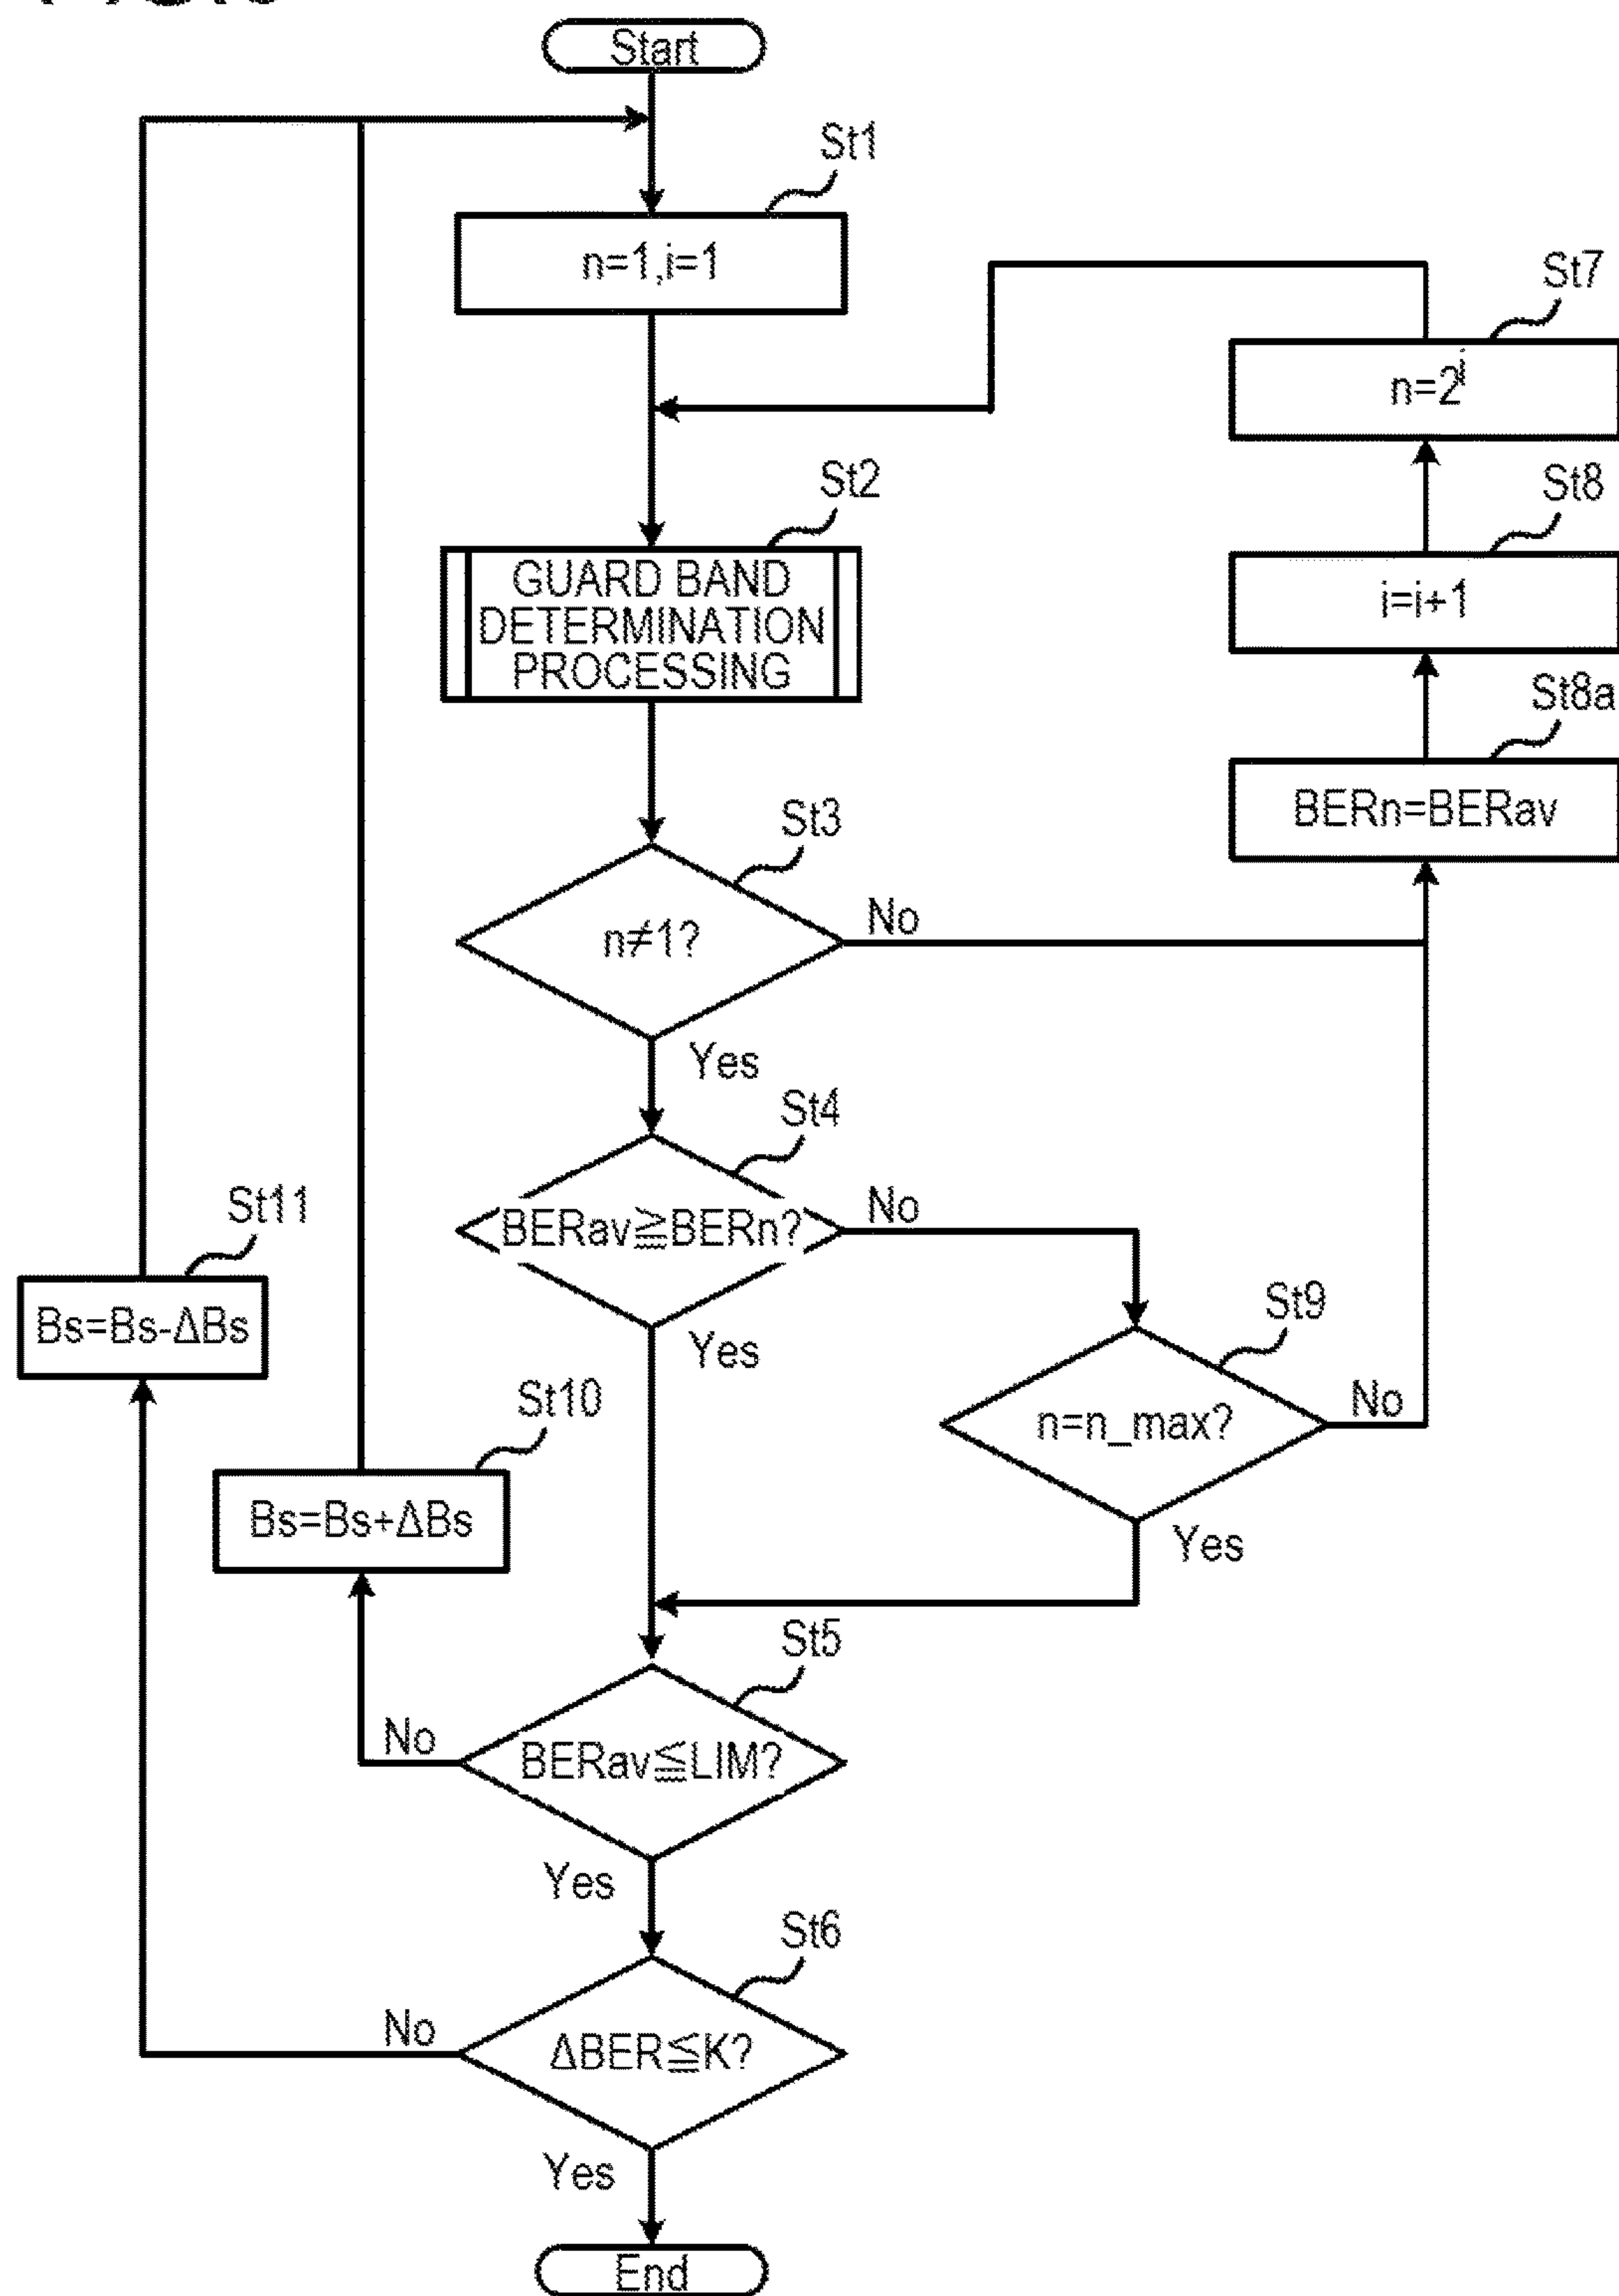 Start
St1
n=1,i=1
St7
n=2^i
St2
GUARD BAND
DETERMINATION
PROCESSING
St8
i=i+1
St8a
BERn=BERav
St3
n≠1?
No
Yes
St4
BERav≧BERn?
No
Yes
St11
Bs=Bs-ΔBs
St9
n=n_max?
No
Yes
St10
Bs=Bs+ΔBs
St5
BERav≦LIM?
No
Yes
St6
ΔBER≦K?
No
Yes
End